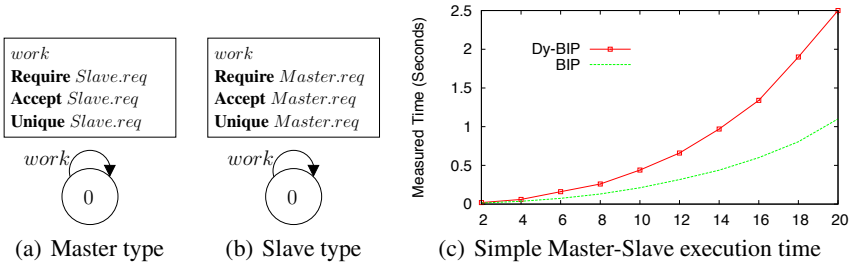 work
Require Slave.req
Accept Slave.req
Unique Slave.req
work
0
(a) Master type
work
Require Master.req
Accept Master.req
Unique Master.req
work
0
(b) Slave type
Measured Time (Seconds)
2.5
2
1.5
1
0.5
0
Dy-BIP
BIP
2 4 6 8 10 12 14 16 18 20
(c) Simple Master-Slave execution time